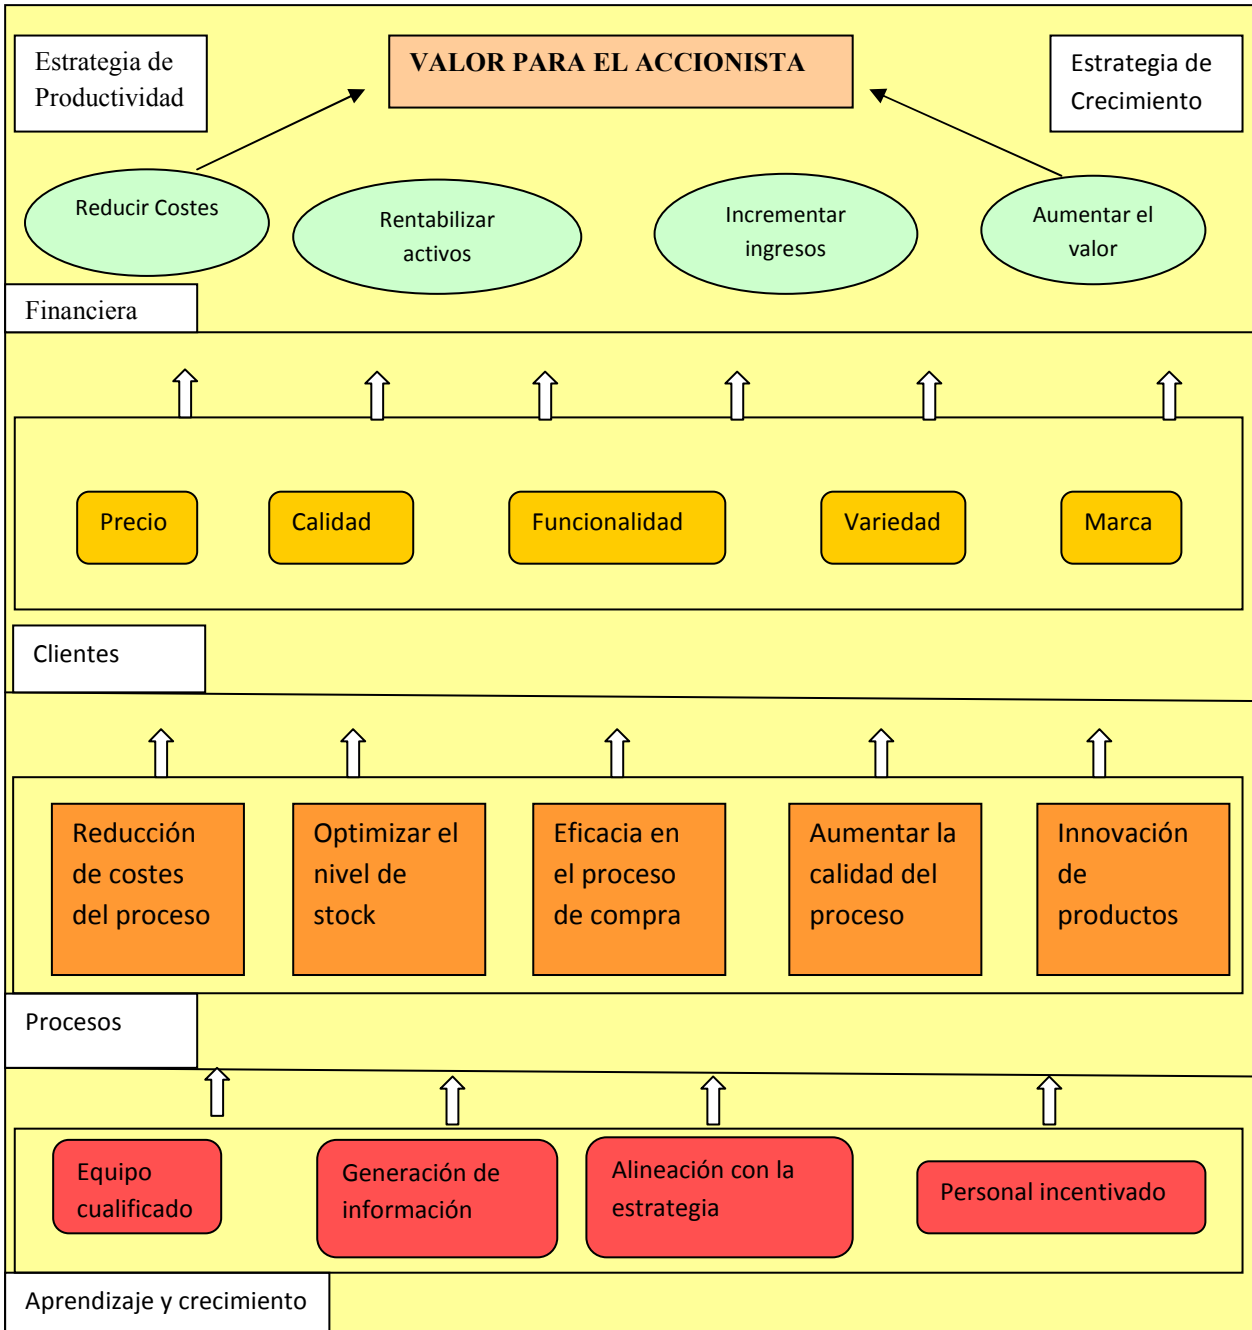 Estrategia de
Productividad
VALOR PARA EL ACCIONISTA
Estrategia de
Crecimiento
Reducir Costes
Rentabilizar
activos
Incrementar
ingresos
Aumentar el
valor
Financiera
Precio
Calidad
Funcionalidad
Variedad
Marca
Clientes
Reducción
de costes
del proceso
Optimizar el
nivel de
stock
Eficacia en
el proceso
de compra
Aumentar la
calidad del
proceso
Innovación
de
productos
Procesos
Equipo
cualificado
Generación de
información
Alineación con la
estrategia
Personal incentivado
Aprendizaje y crecimiento